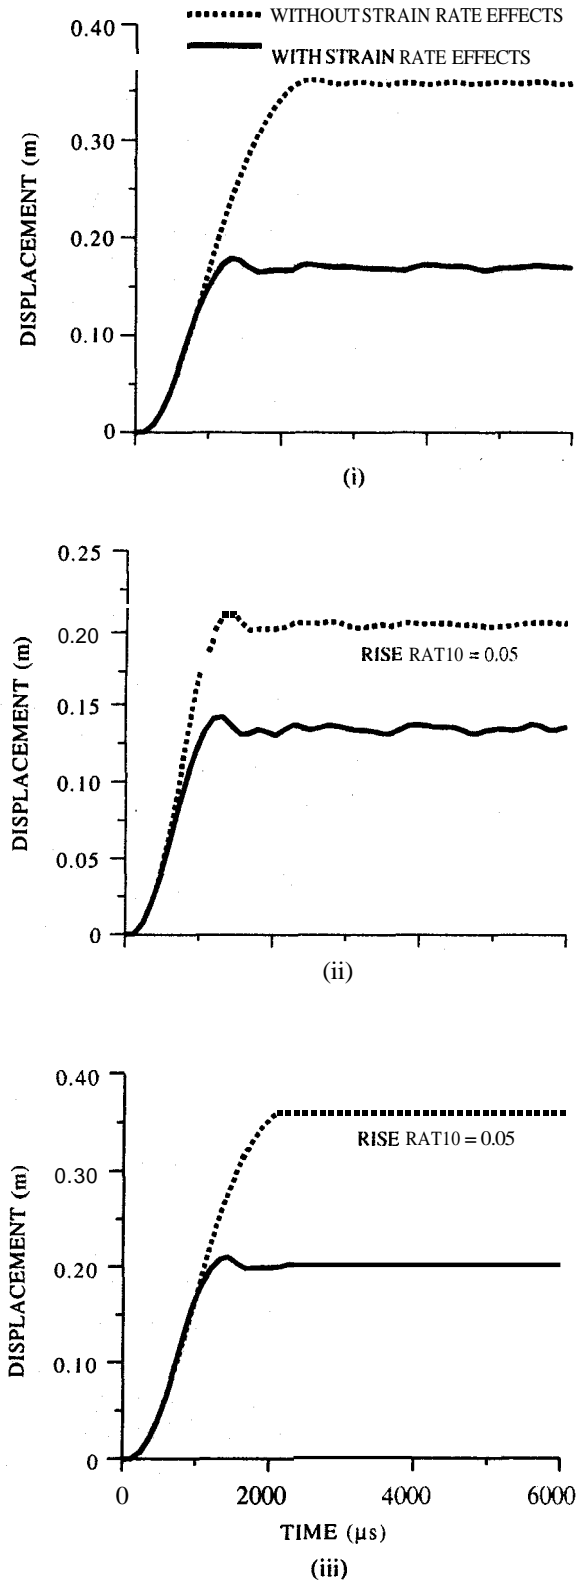 WITHOUT STRAIN RATE EFFECTS
WITH STRAIN RATE EFFECTS
0.40
0.30
0.20
0.10
0
DISPLACEMENT (m)
(i)
0.25
0.20
0.15
0.10
0.05
0
DISPLACEMENT (m)
RISE RAT10 = 0.05
(ii)
0.40
0.30
0.20
0.10
0
DISPLACEMENT (m)
RISE RAT10 = 0.05
0 2000 4000 6000
TIME (μs)
(iii)